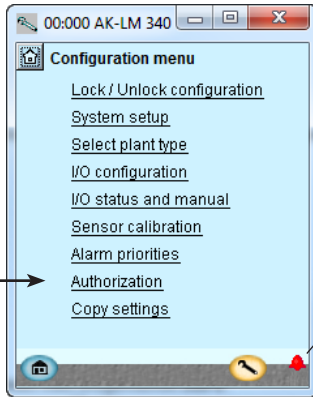 00:000 AK-LM 340
Configuration menu
Lock / Unlock configuration
System setup
Select plant type
I/O configuration
I/O status and manual
Sensor calibration
Alarm priorities
Authorization
Copy settings